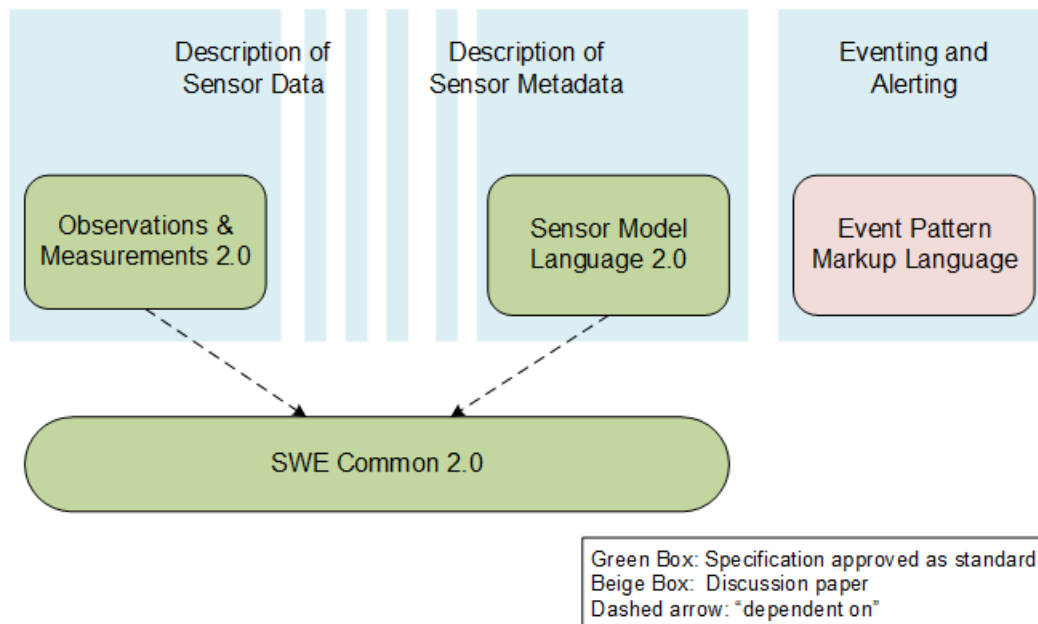 Description of
Sensor Data
Description of
Sensor Metadata
Eventing and
Alerting
Observations &
Measurements 2.0
Sensor Model
Language 2.0
Event Pattern
Markup Language
SWE Common 2.0
Green Box: Specification approved as standard
Beige Box:  Discussion paper
Dashed arrow: “dependent on”